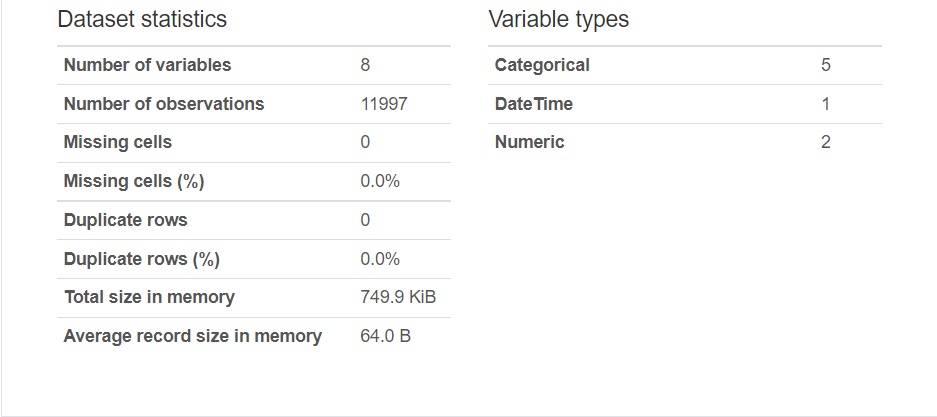 Dataset statistics
Number of variables 8
Number of observations 11997
Missing cells 0
Missing cells (%) 0.0%
Duplicate rows 0
Duplicate rows (%) 0.0%
Total size in memory 749.9 KiB
Average record size in memory 64.0 B
Variable types
Categorical 5
DateTime 1
Numeric 2